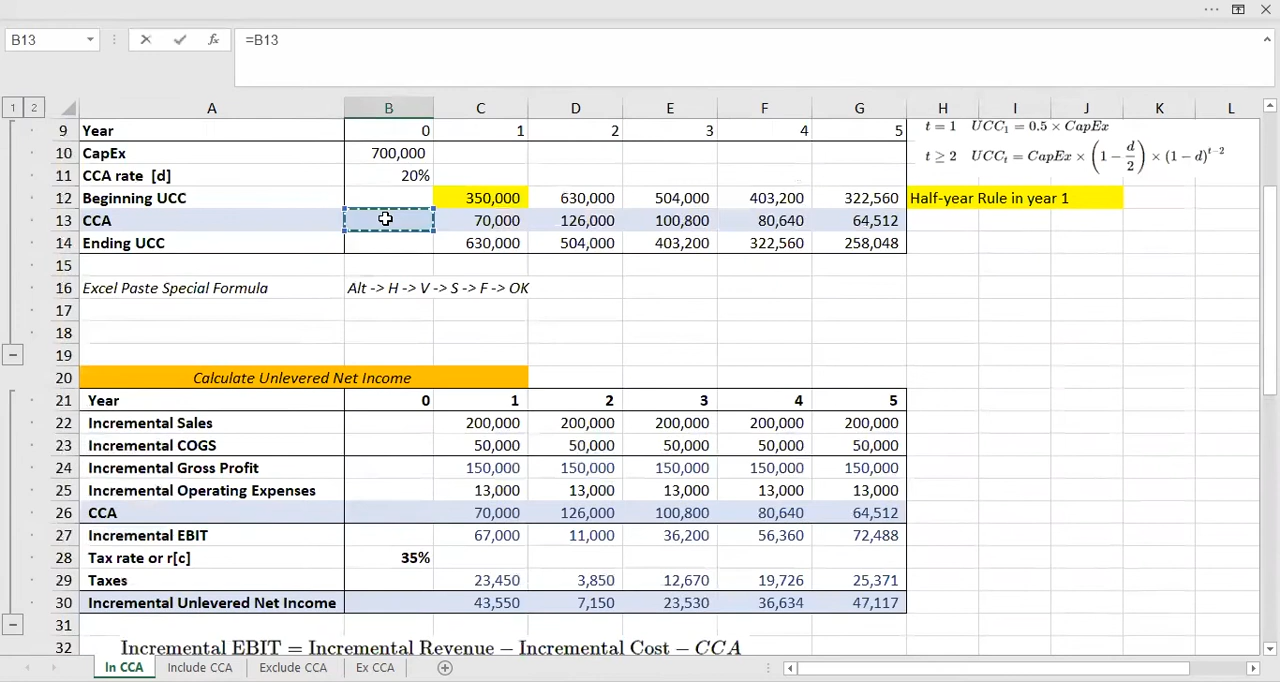 B13 =B13
1 2 A B C D E F G H I J K L
9 Year 0 1 2 3 4 5 t = 1 UCC₁ = 0.5 × CapEx
10 CapEx 700,000 t ≥ 2 UCCₜ = CapEx × (1 − d/2) × (1 − d)ᵗ⁻²
11 CCA rate [d] 20%
12 Beginning UCC 350,000 630,000 504,000 403,200 322,560 Half-year Rule in year 1
13 CCA 70,000 126,000 100,800 80,640 64,512
14 Ending UCC 630,000 504,000 403,200 322,560 258,048
15
16 Excel Paste Special Formula Alt -> H -> V -> S -> F -> OK
17
18
19
20 Calculate Unlevered Net Income
21 Year 0 1 2 3 4 5
22 Incremental Sales 200,000 200,000 200,000 200,000 200,000
23 Incremental COGS 50,000 50,000 50,000 50,000 50,000
24 Incremental Gross Profit 150,000 150,000 150,000 150,000 150,000
25 Incremental Operating Expenses 13,000 13,000 13,000 13,000 13,000
26 CCA 70,000 126,000 100,800 80,640 64,512
27 Incremental EBIT 67,000 11,000 36,200 56,360 72,488
28 Tax rate or r[c] 35%
29 Taxes 23,450 3,850 12,670 19,726 25,371
30 Incremental Unlevered Net Income 43,550 7,150 23,530 36,634 47,117
31
32 Incremental EBIT = Incremental Revenue − Incremental Cost − CCA
In CCA Include CCA Exclude CCA Ex CCA